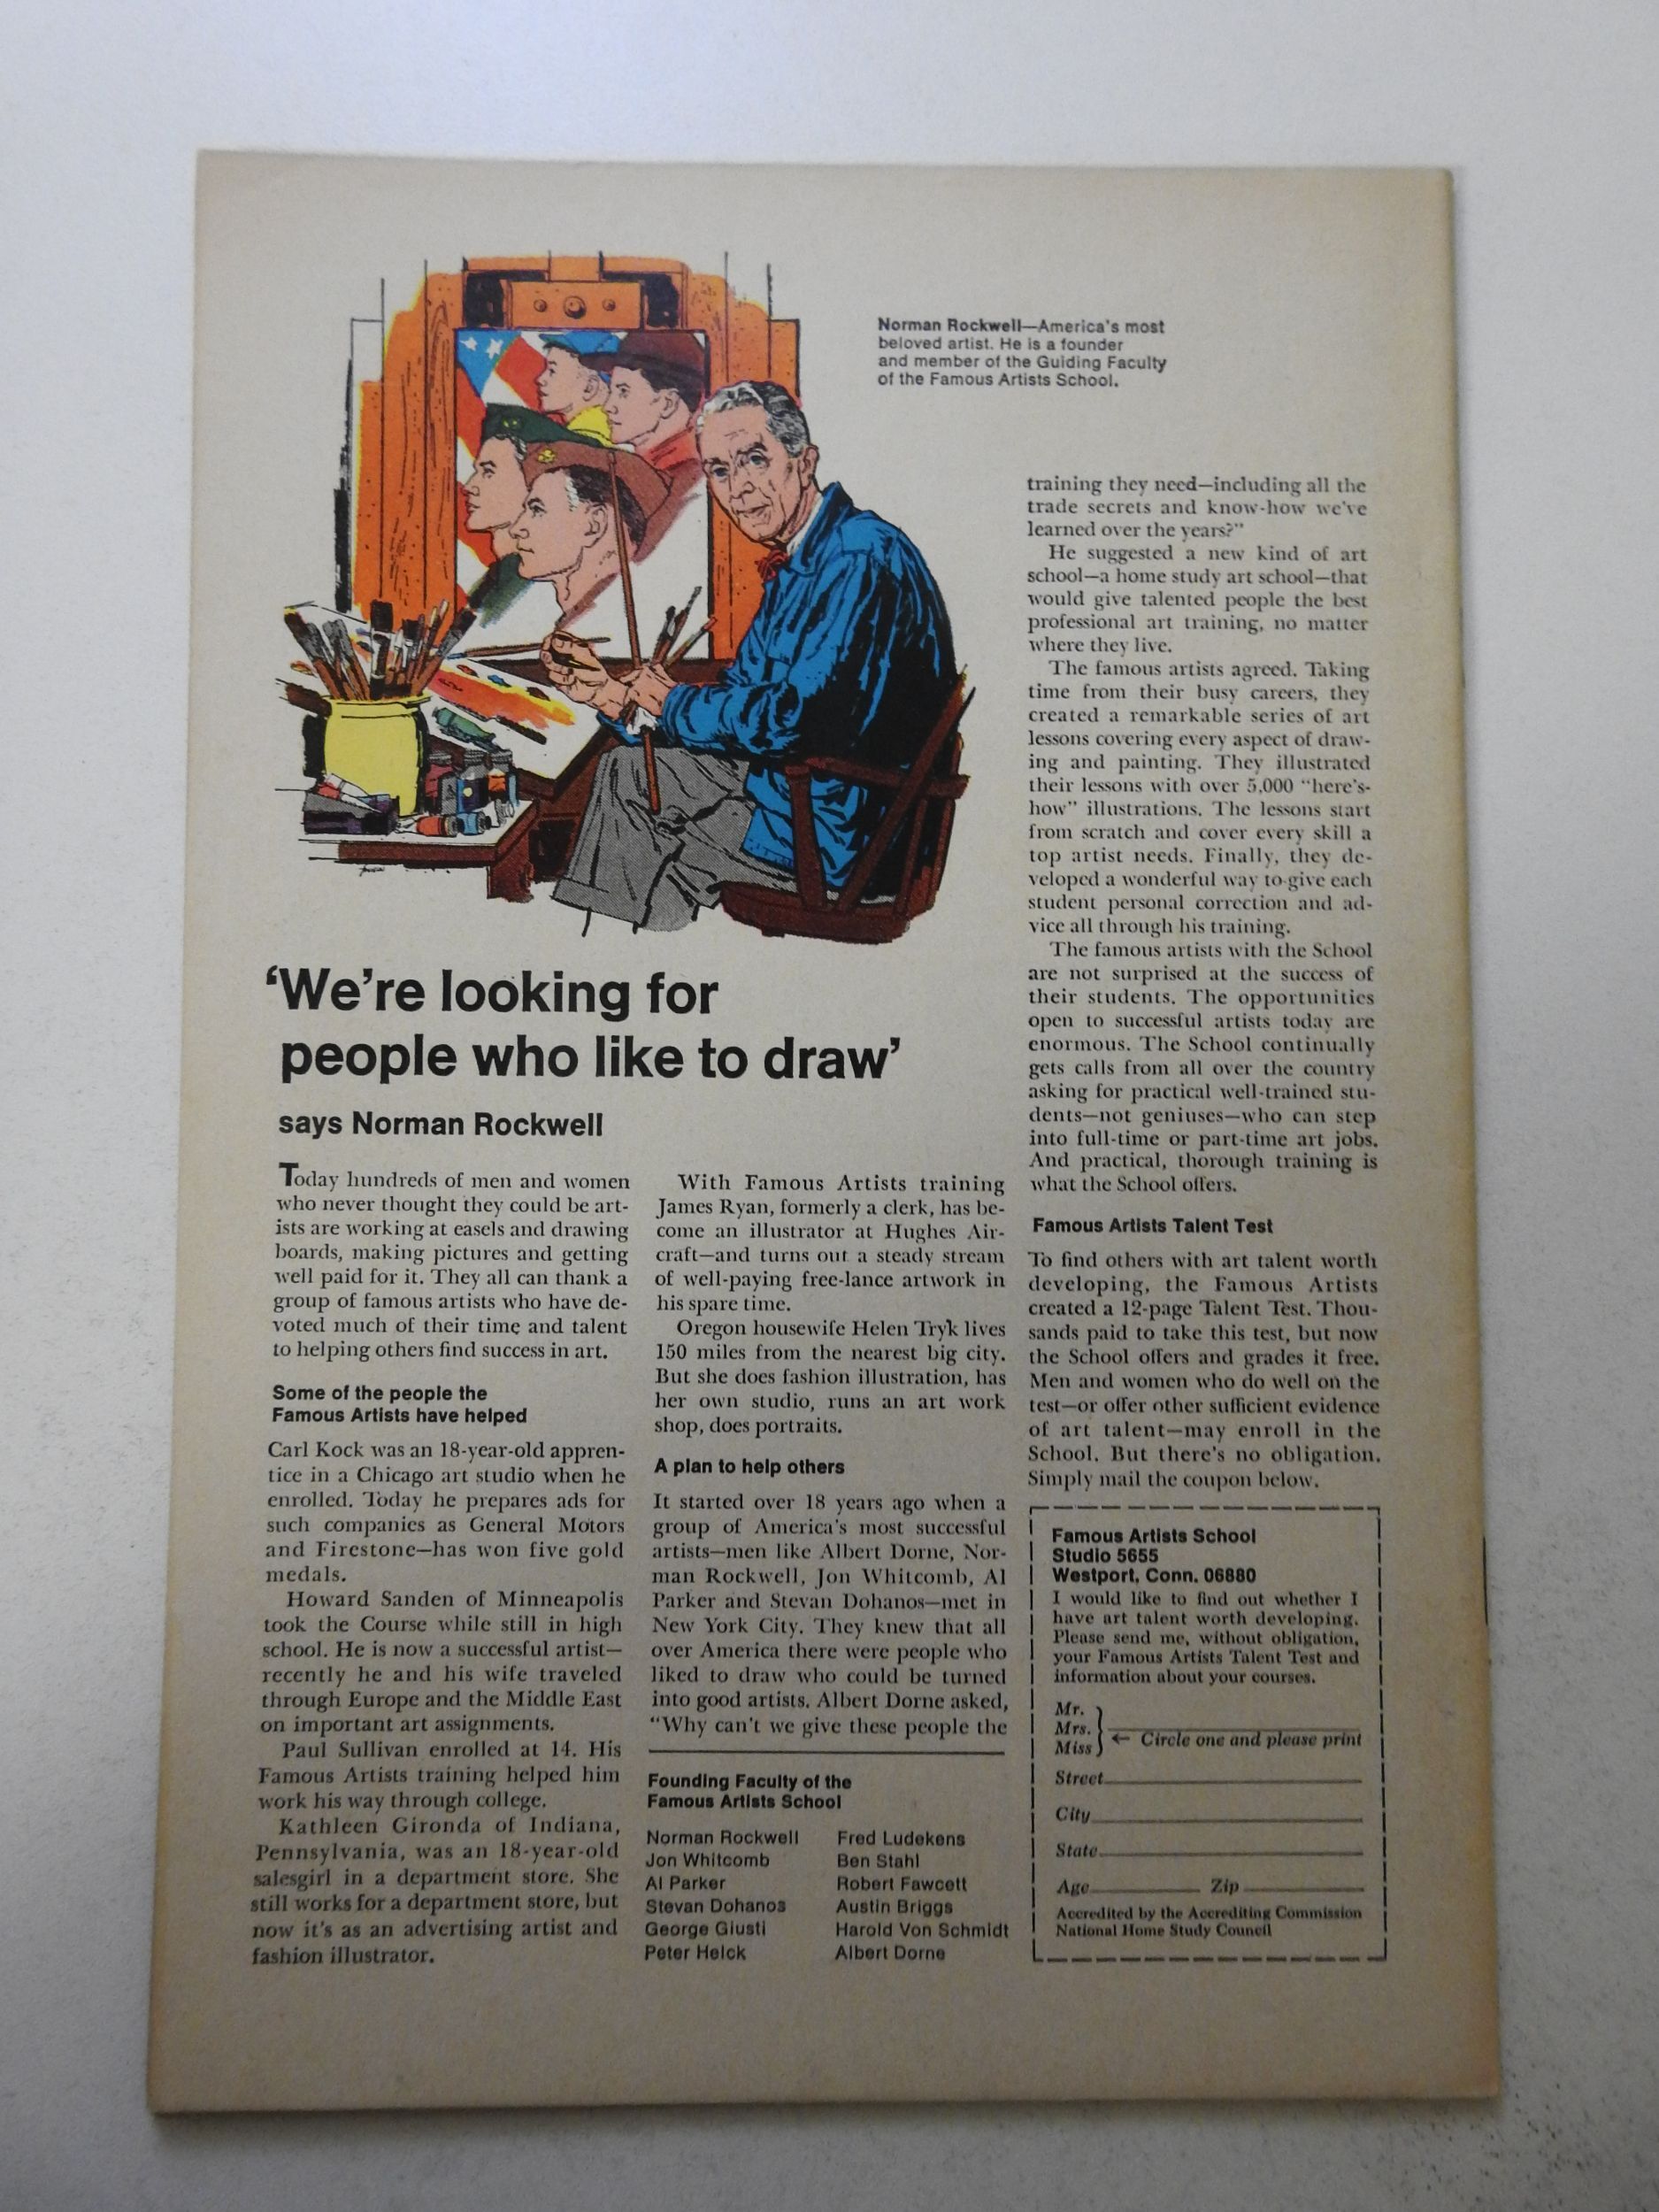 Norman Rockwell—America's most
beloved artist. He is a founder
and member of the Guiding Faculty
of the Famous Artists School.
'We're looking for
people who like to draw'
says Norman Rockwell
Today hundreds of men and women
who never thought they could be art-
ists are working at easels and drawing
boards, making pictures and getting
well paid for it. They all can thank a
group of famous artists who have de-
voted much of their time and talent
to helping others find success in art.
Some of the people the
Famous Artists have helped
Carl Kock was an 18-year-old appren-
tice in a Chicago art studio when he
enrolled. Today he prepares ads for
such companies as General Motors
and Firestone—has won five gold
medals.
Howard Sanden of Minneapolis
took the Course while still in high
school. He is now a successful artist—
recently he and his wife traveled
through Europe and the Middle East
on important art assignments.
Paul Sullivan enrolled at 14. His
Famous Artists training helped him
work his way through college.
Kathleen Gironda of Indiana,
Pennsylvania, was an 18-year-old
salesgirl in a department store. She
still works for a department store, but
now it's as an advertising artist and
fashion illustrator.
With Famous Artists training
James Ryan, formerly a clerk, has be-
come an illustrator at Hughes Air-
craft—and turns out a steady stream
of well-paying free-lance artwork in
his spare time.
Oregon housewife Helen Tryk lives
150 miles from the nearest big city.
But she does fashion illustration, has
her own studio, runs an art work
shop, does portraits.
A plan to help others
It started over 18 years ago when a
group of America's most successful
artists—men like Albert Dorne, Nor-
man Rockwell, Jon Whitcomb, Al
Parker and Stevan Dohanos—met in
New York City. They knew that all
over America there were people who
liked to draw who could be turned
into good artists. Albert Dorne asked,
"Why can't we give these people the
Founding Faculty of the
Famous Artists School
Norman Rockwell
Jon Whitcomb
Al Parker
Stevan Dohanos
George Giusti
Peter Helck
Fred Ludekens
Ben Stahl
Robert Fawcett
Austin Briggs
Harold Von Schmidt
Albert Dorne
training they need—including all the
trade secrets and know-how we've
learned over the years?"
He suggested a new kind of art
school—a home study art school—that
would give talented people the best
professional art training, no matter
where they live.
The famous artists agreed. Taking
time from their busy careers, they
created a remarkable series of art
lessons covering every aspect of draw-
ing and painting. They illustrated
their lessons with over 5,000 "here's-
how" illustrations. The lessons start
from scratch and cover every skill a
top artist needs. Finally, they de-
veloped a wonderful way to give each
student personal correction and ad-
vice all through his training.
The famous artists with the School
are not surprised at the success of
their students. The opportunities
open to successful artists today are
enormous. The School continually
gets calls from all over the country
asking for practical well-trained stu-
dents—not geniuses—who can step
into full-time or part-time art jobs.
And practical, thorough training is
what the School offers.
Famous Artists Talent Test
To find others with art talent worth
developing, the Famous Artists
created a 12-page Talent Test. Thou-
sands paid to take this test, but now
the School offers and grades it free.
Men and women who do well on the
test—or offer other sufficient evidence
of art talent—may enroll in the
School. But there's no obligation.
Simply mail the coupon below.
Famous Artists School
Studio 5655
Westport, Conn. 06880
I would like to find out whether I
have art talent worth developing.
Please send me, without obligation,
your Famous Artists Talent Test and
information about your courses.
Mr.
Mrs.
Miss
← Circle one and please print
Street
City
State
Age Zip
Accredited by the Accrediting Commission
National Home Study Council